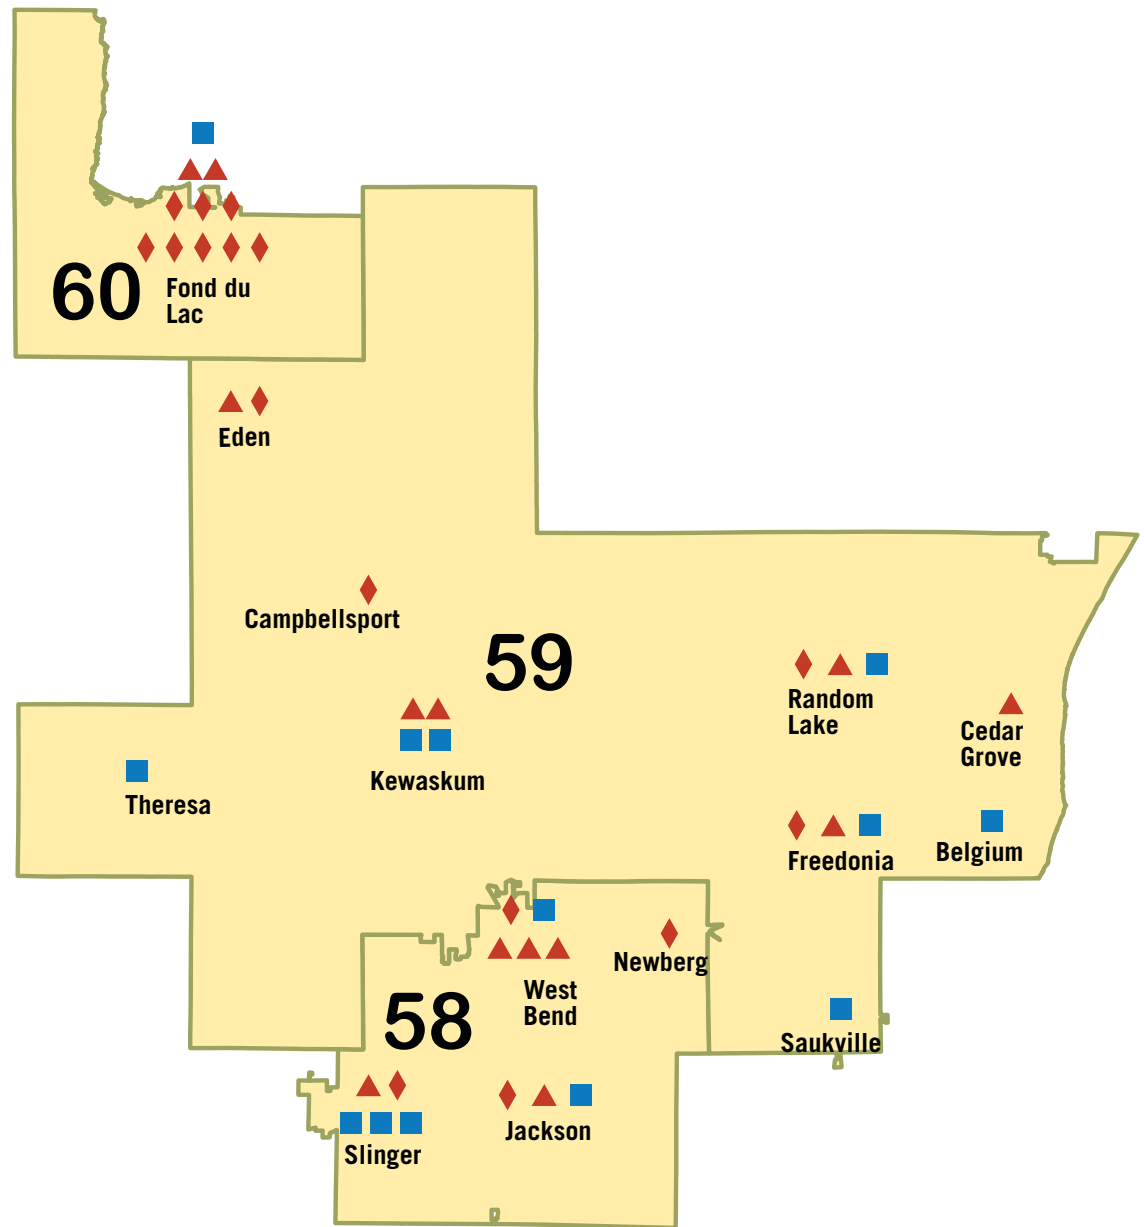 60
Fond du
Lac
Eden
Campbellsport
59
Random
Lake
Cedar
Grove
Kewaskum
Theresa
Freedonia
Belgium
Newberg
West
Bend
58
Saukville
Jackson
Slinger